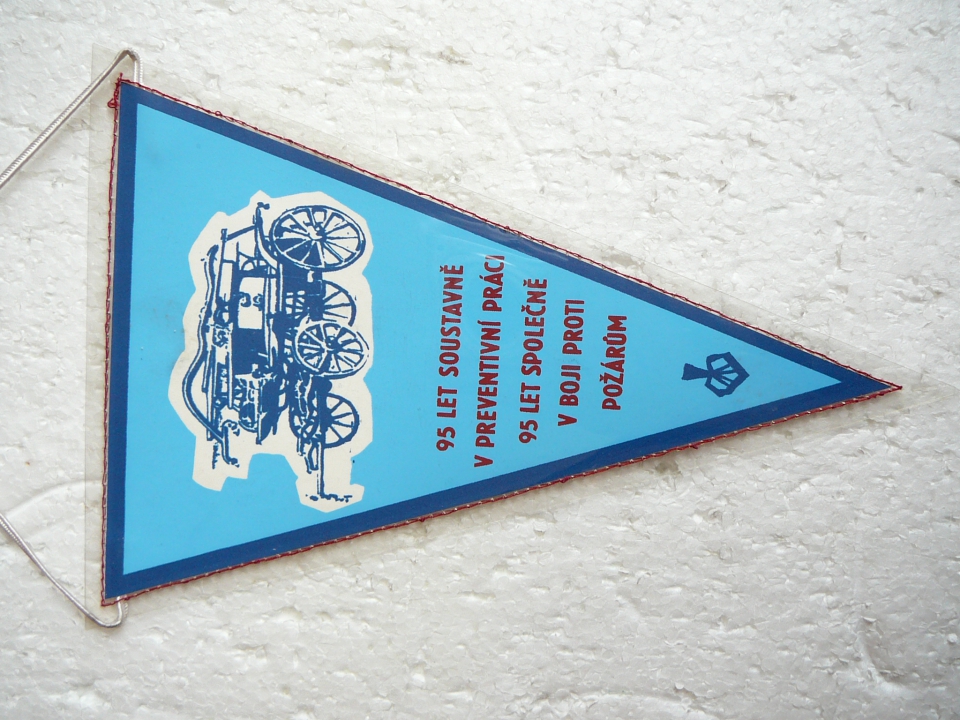 95 LET SOUSTAVNĚ
V PREVENTIVNÍ PRÁCI
95 LET SPOLEČNĚ
V BOJI PROTI
POŽÁRŮM